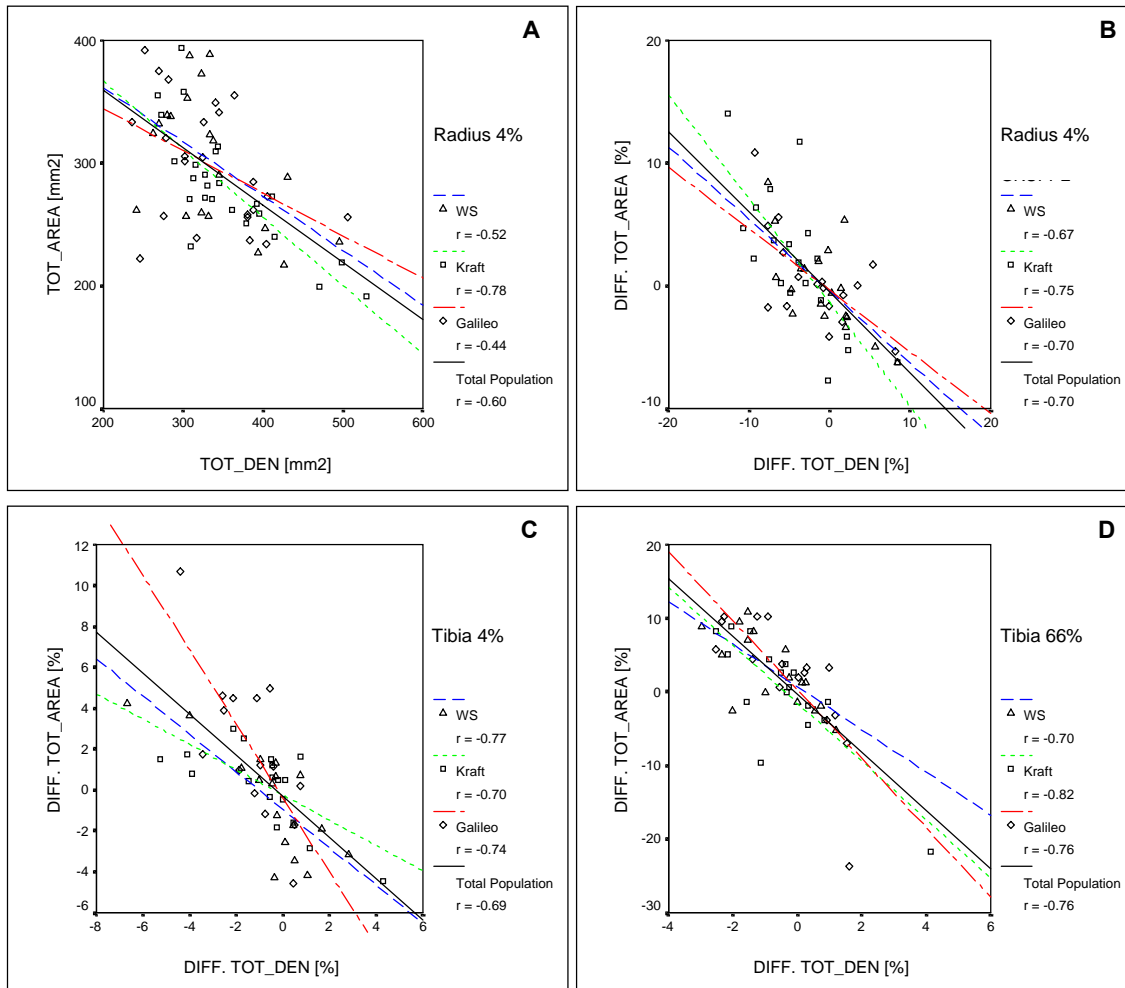 A
400
300
200
100
200
300
400
500
600
TOT_AREA [mm2]
TOT_DEN [mm2]
Radius 4%
WS
r = -0.52
Kraft
r = -0.78
Galileo
r = -0.44
Total Population
r = -0.60
B
20
10
0
-10
-20
-10
0
10
20
DIFF. TOT_AREA [%]
DIFF. TOT_DEN [%]
Radius 4%
WS
r = -0.67
Kraft
r = -0.75
Galileo
r = -0.70
Total Population
r = -0.70
C
12
10
8
6
4
2
0
-2
-4
-6
-8
-6
-4
-2
0
2
4
6
DIFF. TOT_AREA [%]
DIFF. TOT_DEN [%]
Tibia 4%
WS
r = -0.77
Kraft
r = -0.70
Galileo
r = -0.74
Total Population
r = -0.69
D
20
10
0
-10
-20
-30
-4
-2
0
2
4
6
DIFF. TOT_AREA [%]
DIFF. TOT_DEN [%]
Tibia 66%
WS
r = -0.70
Kraft
r = -0.82
Galileo
r = -0.76
Total Population
r = -0.76